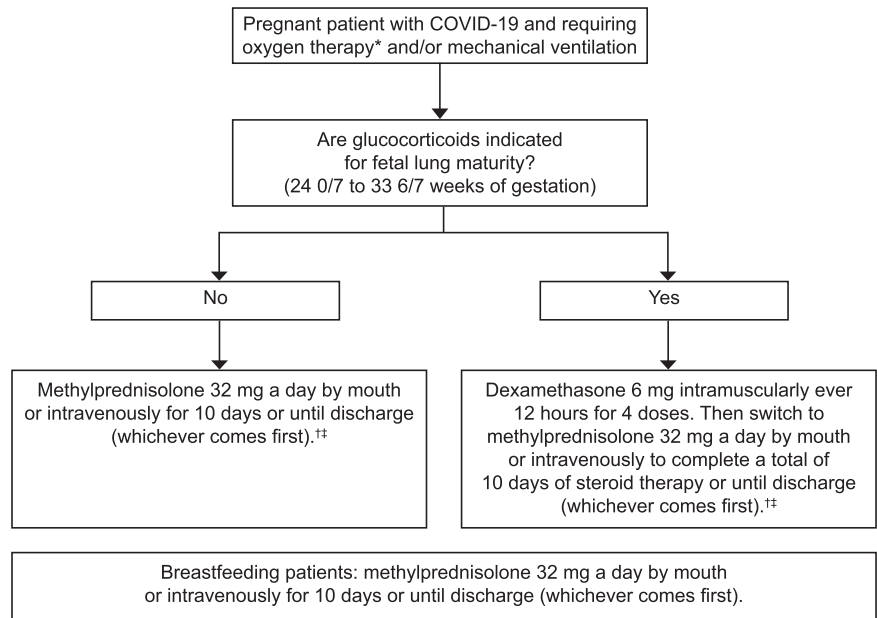 Pregnant patient with COVID-19 and requiring
oxygen therapy* and/or mechanical ventilation
Are glucocorticoids indicated
for fetal lung maturity?
(24 0/7 to 33 6/7 weeks of gestation)
No
Yes
Methylprednisolone 32 mg a day by mouth
or intravenously for 10 days or until discharge
(whichever comes first).†‡
Dexamethasone 6 mg intramuscularly ever
12 hours for 4 doses. Then switch to
methylprednisolone 32 mg a day by mouth
or intravenously to complete a total of
10 days of steroid therapy or until discharge
(whichever comes first).†‡
Breastfeeding patients: methylprednisolone 32 mg a day by mouth
or intravenously for 10 days or until discharge (whichever comes first).